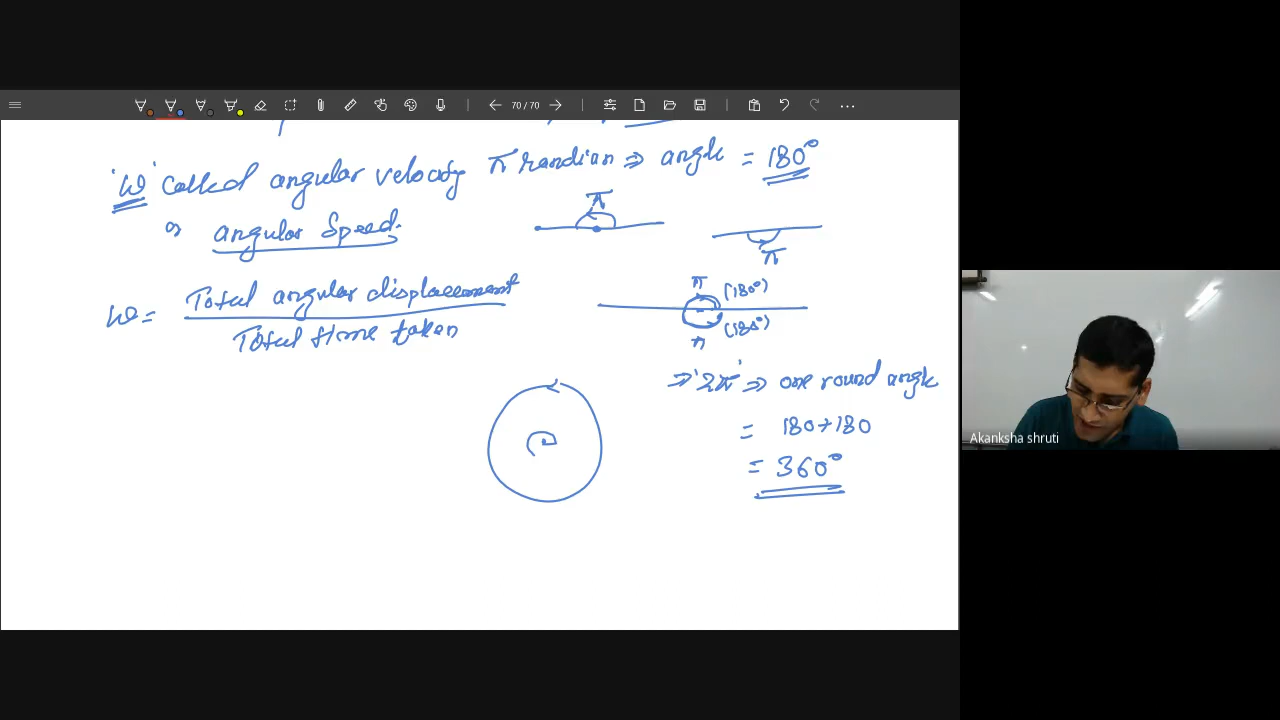 70 / 70
'ω' called angular velocity
or angular speed.
ω = Total angular displacement
Total time taken
π randian ⇒ angle = 180°
π
π
π (180°)
(180°)
π
⇒ '2π' ⇒ one round angle
= 180+180
= 360°
Akanksha shruti